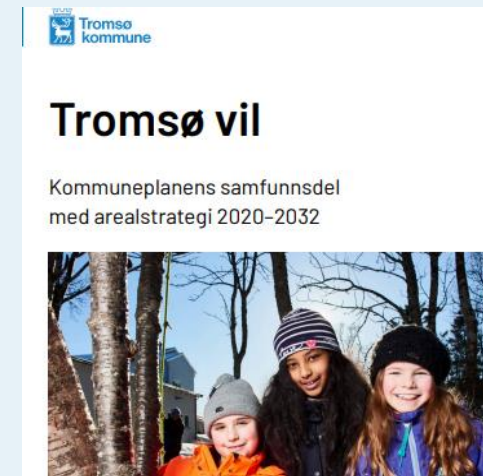 Tromsø
kommune
Tromsø vil
Kommuneplanens samfunnsdel
med arealstrategi 2020–2032